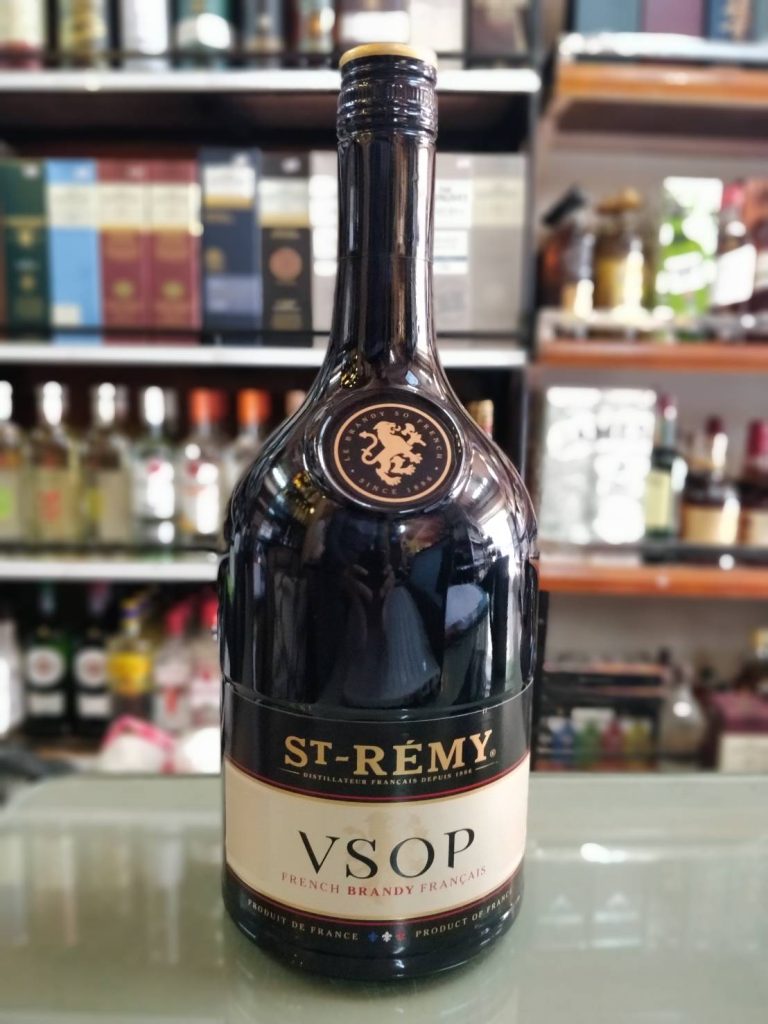 LE BRANDY SO FRENCH
SINCE 1886
ST-RÉMY®
DISTILLATEUR FRANÇAIS DEPUIS 1886
VSOP
FRENCH BRANDY FRANÇAIS
PRODUIT DE FRANCE PRODUCT OF FRANCE